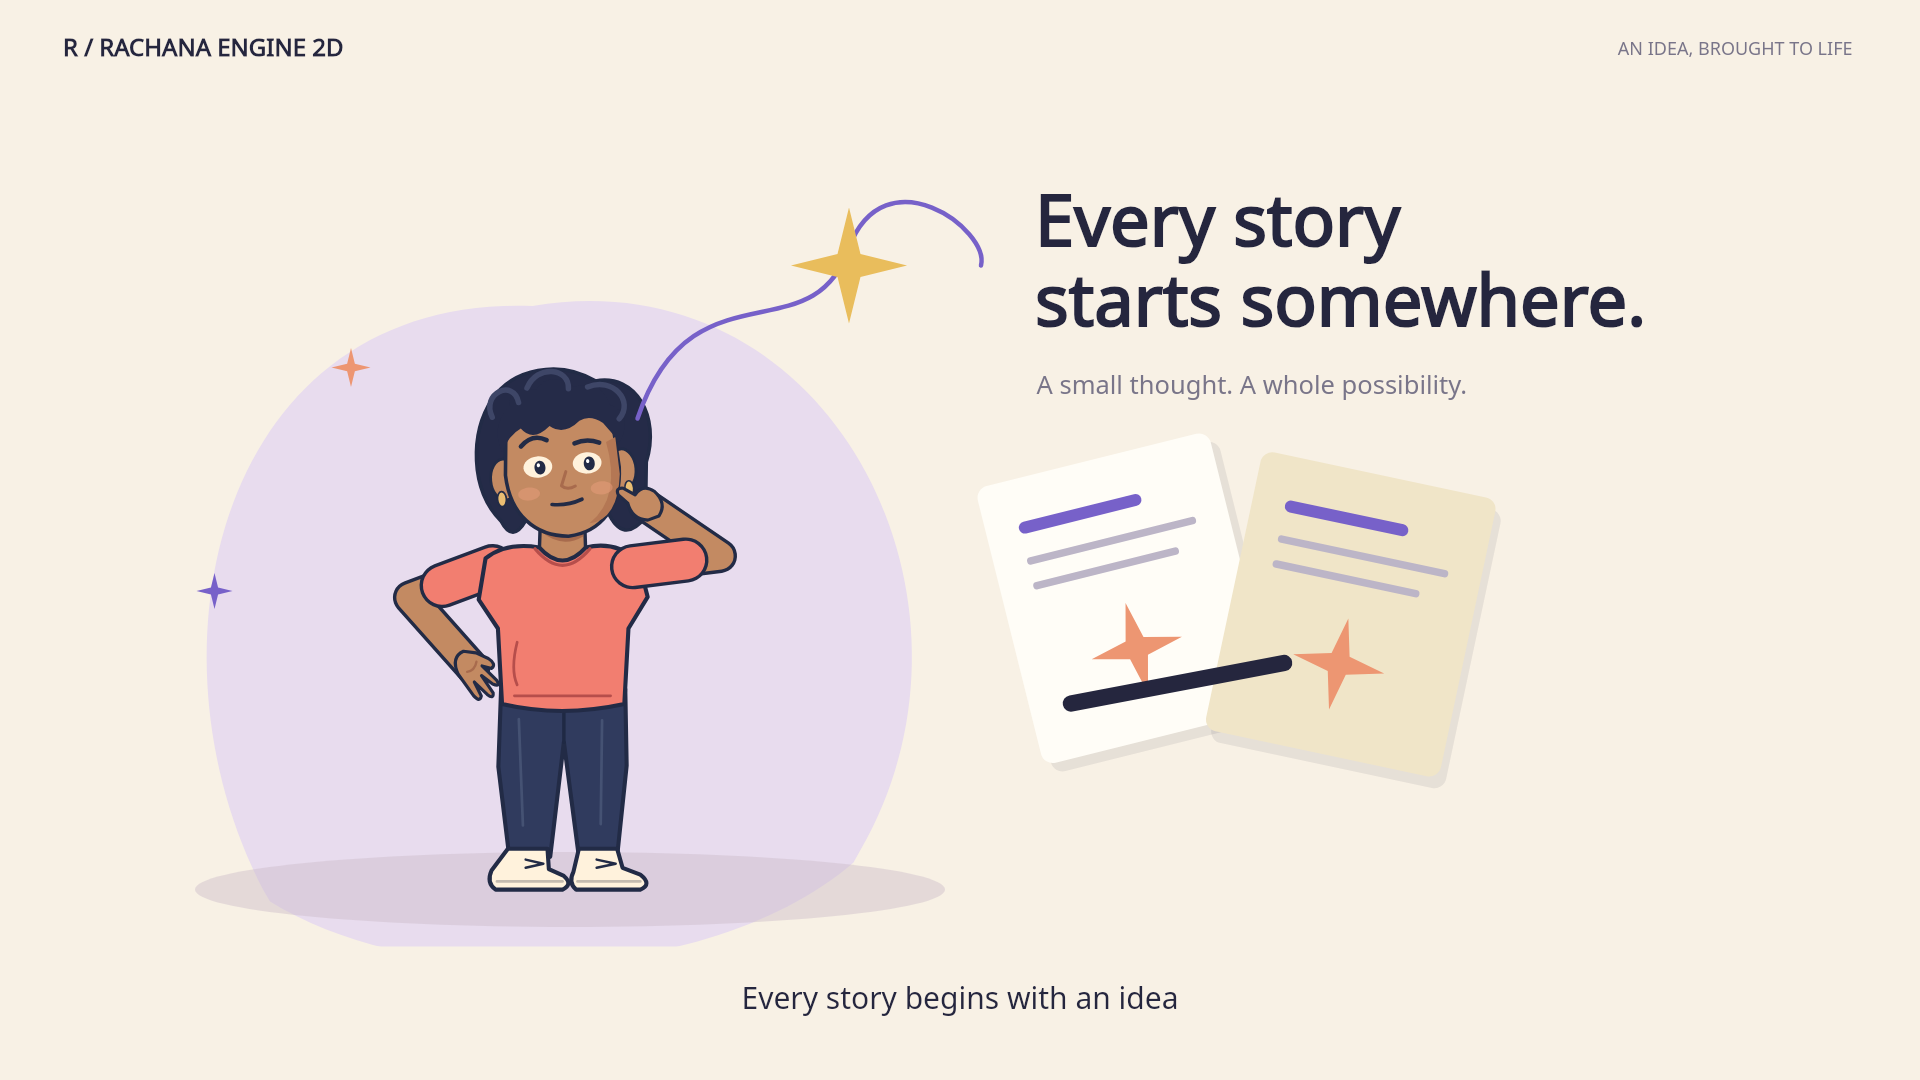 R / RACHANA ENGINE 2D
AN IDEA, BROUGHT TO LIFE
Every story
starts somewhere.
A small thought. A whole possibility.
Every story begins with an idea